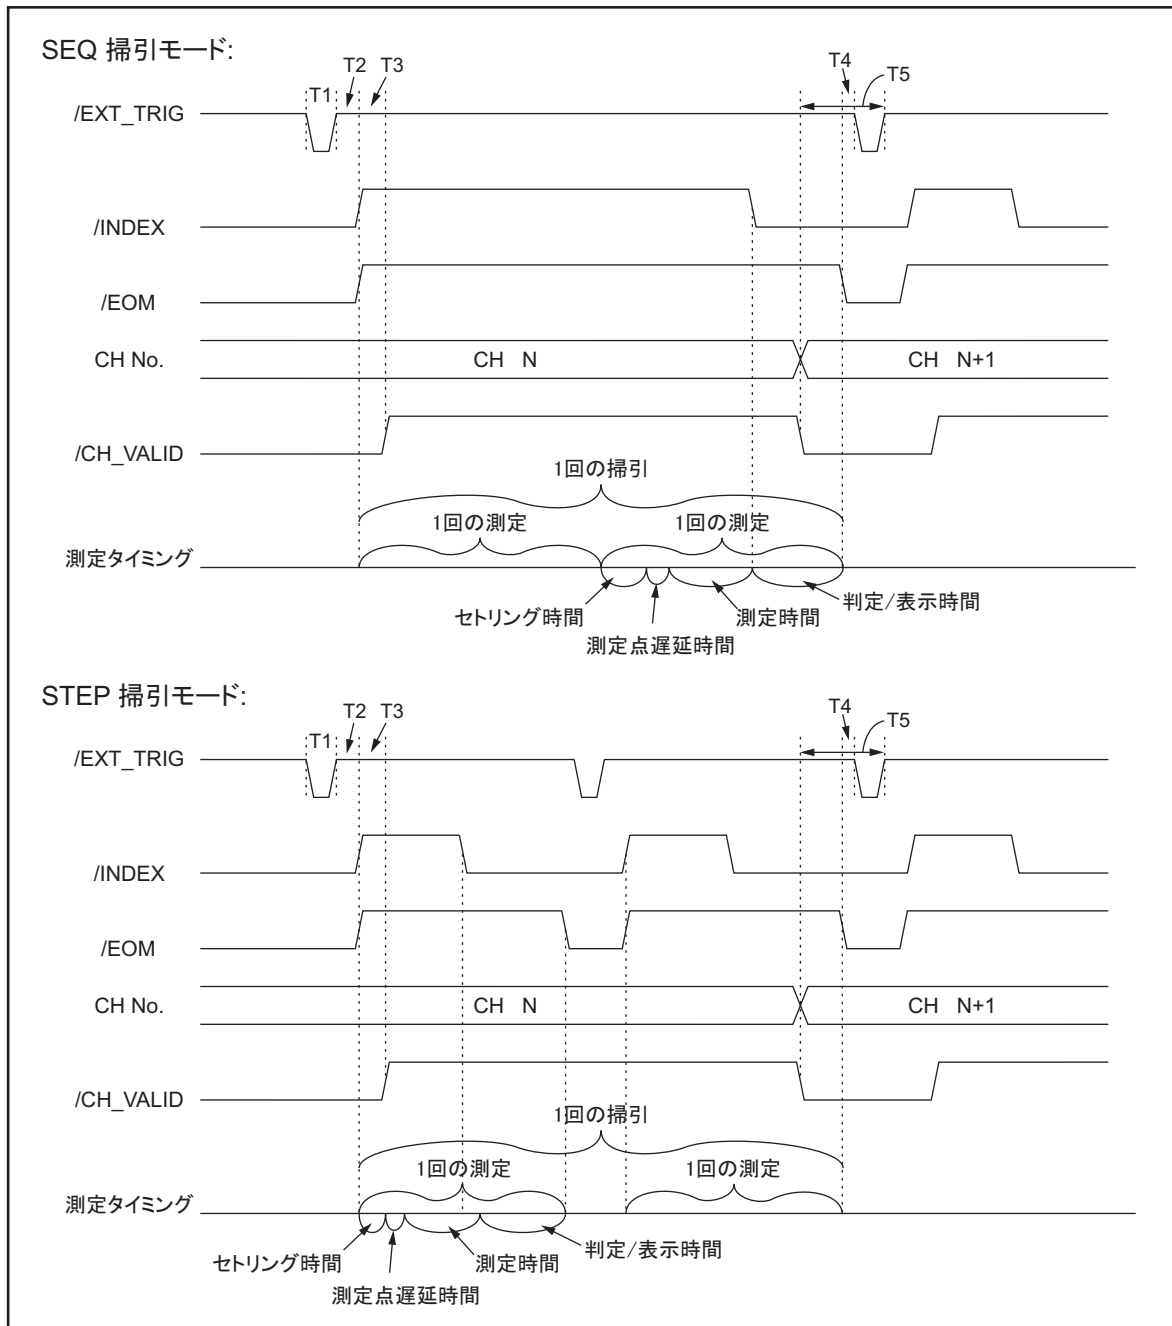 SEQ 掃引モード:
T1 T2 T3 T4 T5
/EXT_TRIG
/INDEX
/EOM
CH No. CH N CH N+1
/CH_VALID
1回の掃引
1回の測定 1回の測定
測定タイミング
セトリング時間 測定時間 判定/表示時間
測定点遅延時間
STEP 掃引モード:
T1 T2 T3 T4 T5
/EXT_TRIG
/INDEX
/EOM
CH No. CH N CH N+1
/CH_VALID
1回の掃引
1回の測定 1回の測定
測定タイミング
セトリング時間 測定時間 判定/表示時間
測定点遅延時間